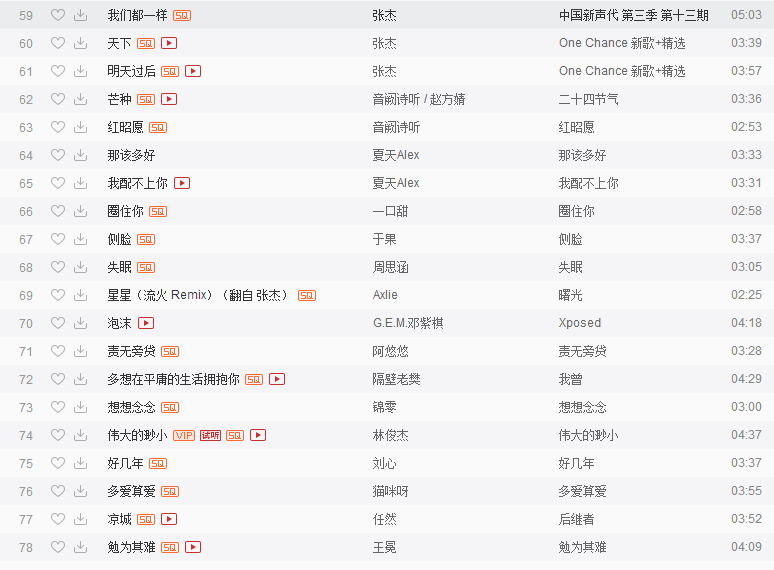 59 我们都一样 SQ 张杰 中国新声代 第三季 第十三期 05:03
60 天下 SQ 张杰 One Chance 新歌+精选 03:39
61 明天过后 SQ 张杰 One Chance 新歌+精选 03:57
62 芒种 SQ 音阙诗听 / 赵方婧 二十四节气 03:36
63 红昭愿 SQ 音阙诗听 红昭愿 02:53
64 那该多好 夏天Alex 那该多好 03:33
65 我配不上你 夏天Alex 我配不上你 03:31
66 圈住你 SQ 一口甜 圈住你 02:58
67 侧脸 SQ 于果 侧脸 03:37
68 失眠 SQ 周思涵 失眠 03:05
69 星星（流火 Remix）（翻自 张杰） SQ Axlie 曙光 02:25
70 泡沫 G.E.M.邓紫棋 Xposed 04:18
71 责无旁贷 SQ 阿悠悠 责无旁贷 03:28
72 多想在平庸的生活拥抱你 SQ 隔壁老樊 我曾 04:29
73 想想念念 SQ 锦零 想想念念 03:00
74 伟大的渺小 VIP 试听 SQ 林俊杰 伟大的渺小 04:37
75 好几年 SQ 刘心 好几年 03:37
76 多爱算爱 SQ 猫咪呀 多爱算爱 03:55
77 凉城 SQ 任然 后继者 03:52
78 勉为其难 SQ 王冕 勉为其难 04:09